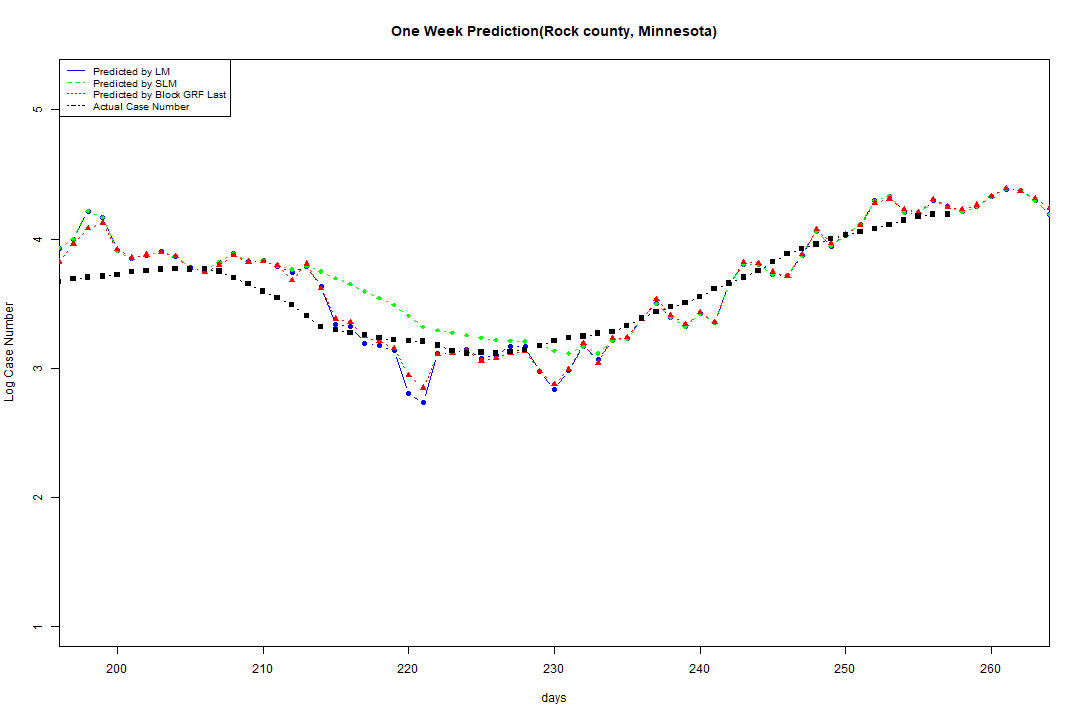 One Week Prediction(Rock county, Minnesota)
Predicted by LM
Predicted by SLM
Predicted by Block GRF Last
Actual Case Number
5
4
3
2
1
Log Case Number
200 210 220 230 240 250 260
days